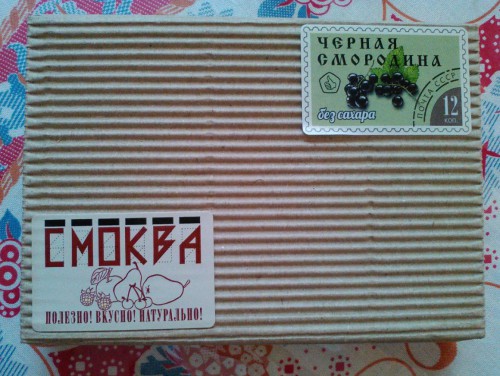 ЧЕРНАЯ
СМОРОДИНА
ПОЧТА СССР
12
КОП.
без сахара
СМОКВА
ПОЛЕЗНО! ВКУСНО! НАТУРАЛЬНО!